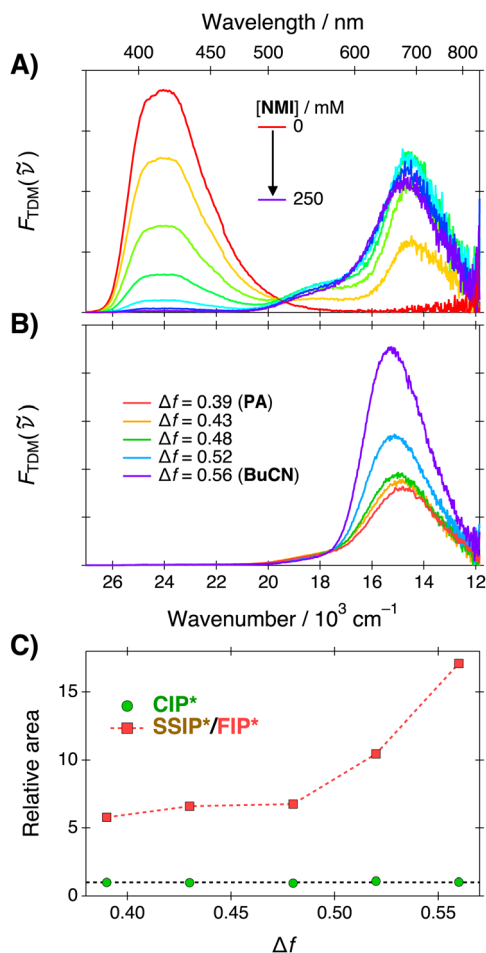 Wavelength / nm
400 450 500 600 700 800
A)
[NMI] / mM
0
250
F_TDM(ν̃)
B)
Δf = 0.39 (PA)
Δf = 0.43
Δf = 0.48
Δf = 0.52
Δf = 0.56 (BuCN)
F_TDM(ν̃)
26 24 22 20 18 16 14 12
Wavenumber / 10³ cm⁻¹
C)
CIP*
SSIP*/FIP*
Relative area
15
10
5
0
0.40 0.45 0.50 0.55
Δf